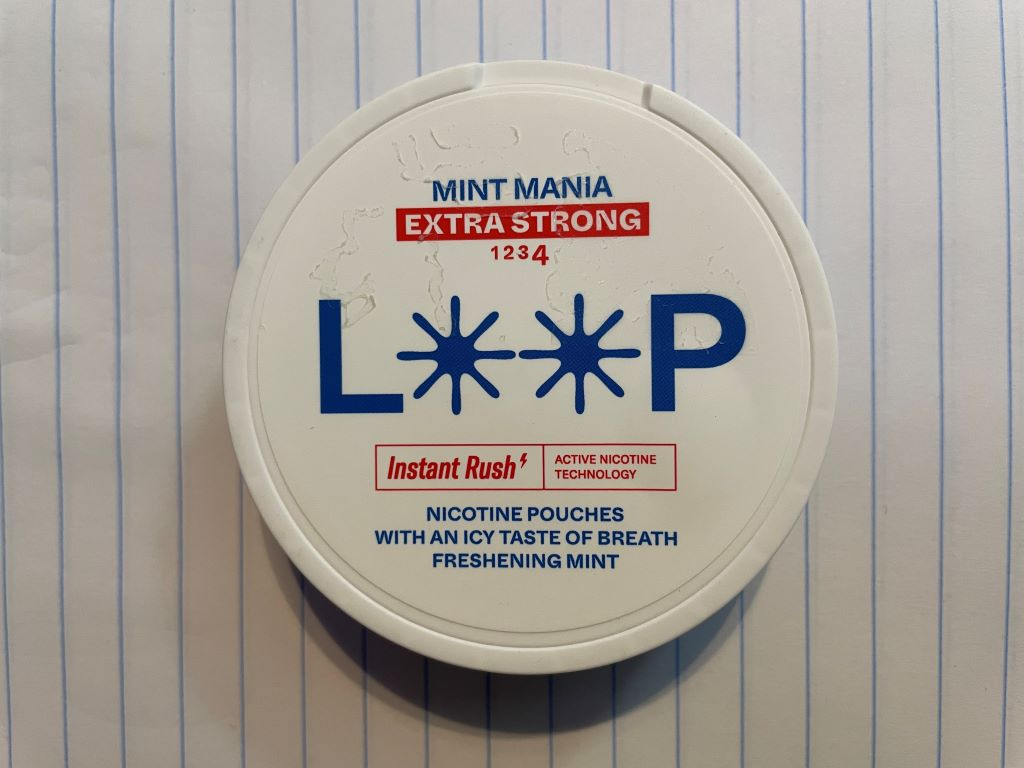 MINT MANIA
EXTRA STRONG
1234
LOOP
Instant Rush
ACTIVE NICOTINE
TECHNOLOGY
NICOTINE POUCHES
WITH AN ICY TASTE OF BREATH
FRESHENING MINT